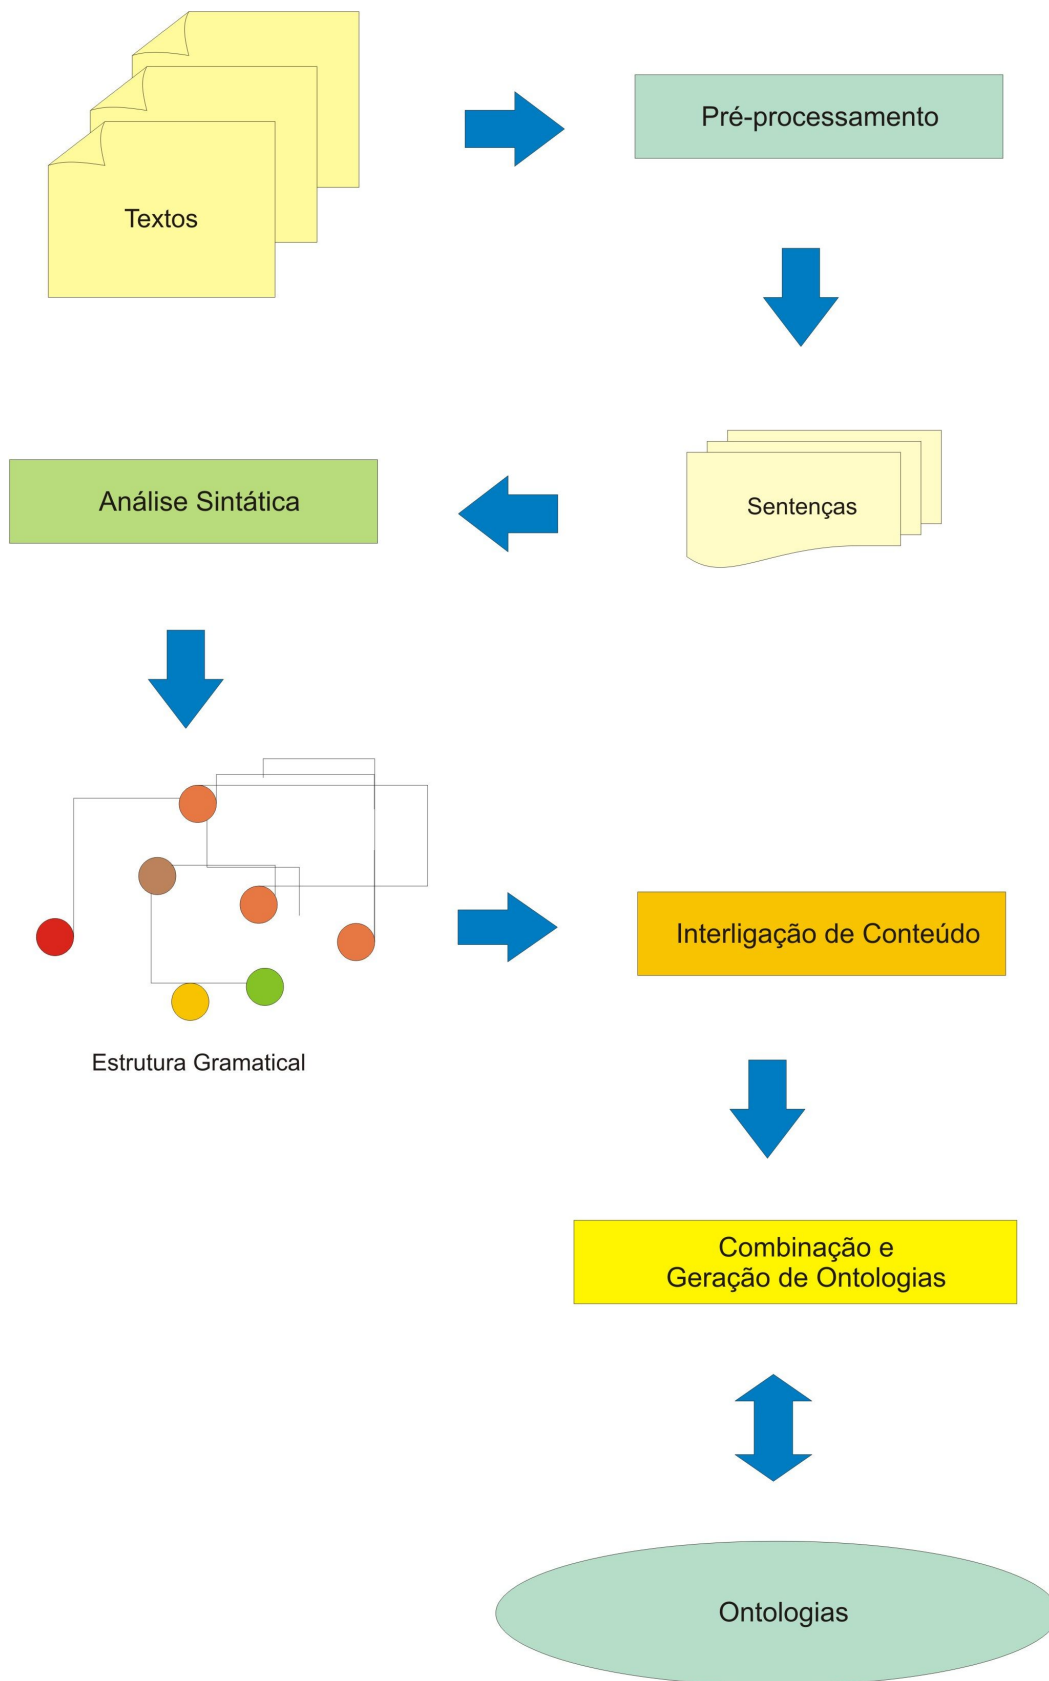 Textos
Pré-processamento
Sentenças
Análise Sintática
Estrutura Gramatical
Interligação de Conteúdo
Combinação e
Geração de Ontologias
Ontologias